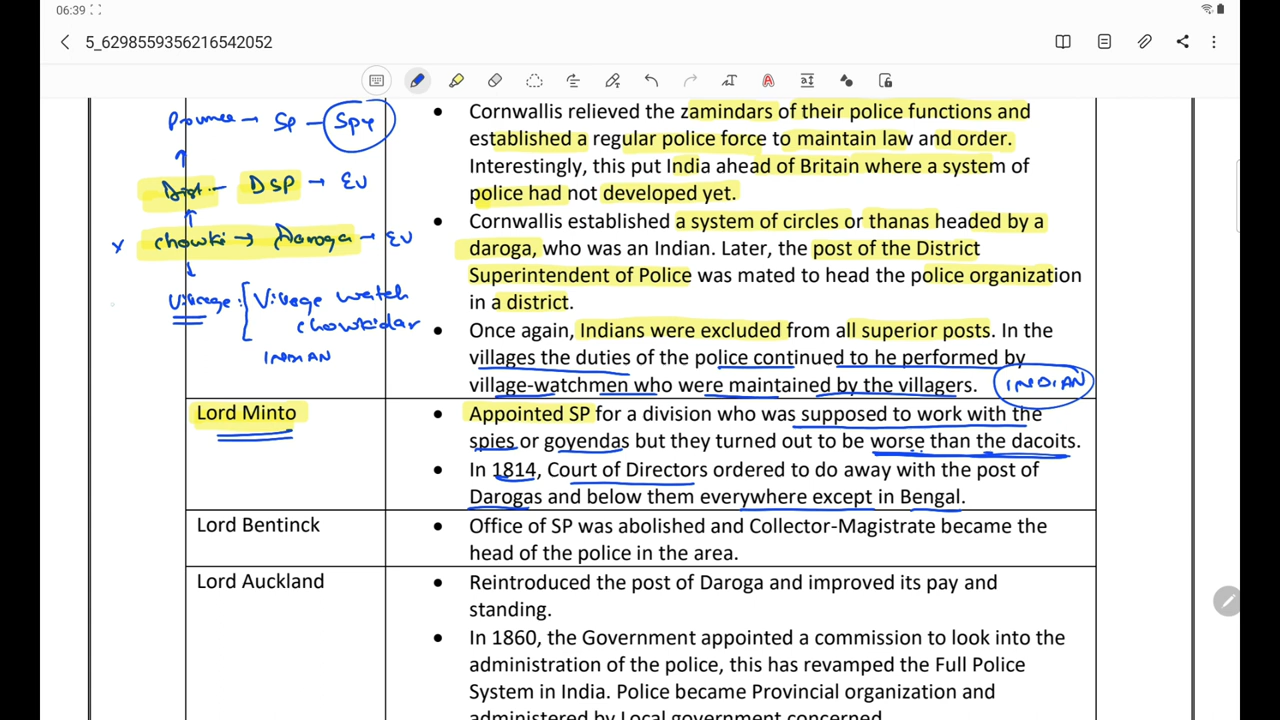 06:39
5_6298559356216542052
Province → SP — Spy
Dist. — DSP → EU
x chowki → Daroga → EU
Village : Village watch
chowkidar
INDIAN
• Cornwallis relieved the zamindars of their police functions and
established a regular police force to maintain law and order.
Interestingly, this put India ahead of Britain where a system of
police had not developed yet.
• Cornwallis established a system of circles or thanas headed by a
daroga, who was an Indian. Later, the post of the District
Superintendent of Police was mated to head the police organization
in a district.
• Once again, Indians were excluded from all superior posts. In the
villages the duties of the police continued to he performed by
village-watchmen who were maintained by the villagers. INDIAN
Lord Minto
• Appointed SP for a division who was supposed to work with the
spies or goyendas but they turned out to be worse than the dacoits.
• In 1814, Court of Directors ordered to do away with the post of
Darogas and below them everywhere except in Bengal.
Lord Bentinck
• Office of SP was abolished and Collector-Magistrate became the
head of the police in the area.
Lord Auckland
• Reintroduced the post of Daroga and improved its pay and
standing.
• In 1860, the Government appointed a commission to look into the
administration of the police, this has revamped the Full Police
System in India. Police became Provincial organization and
administered by Local government concerned.